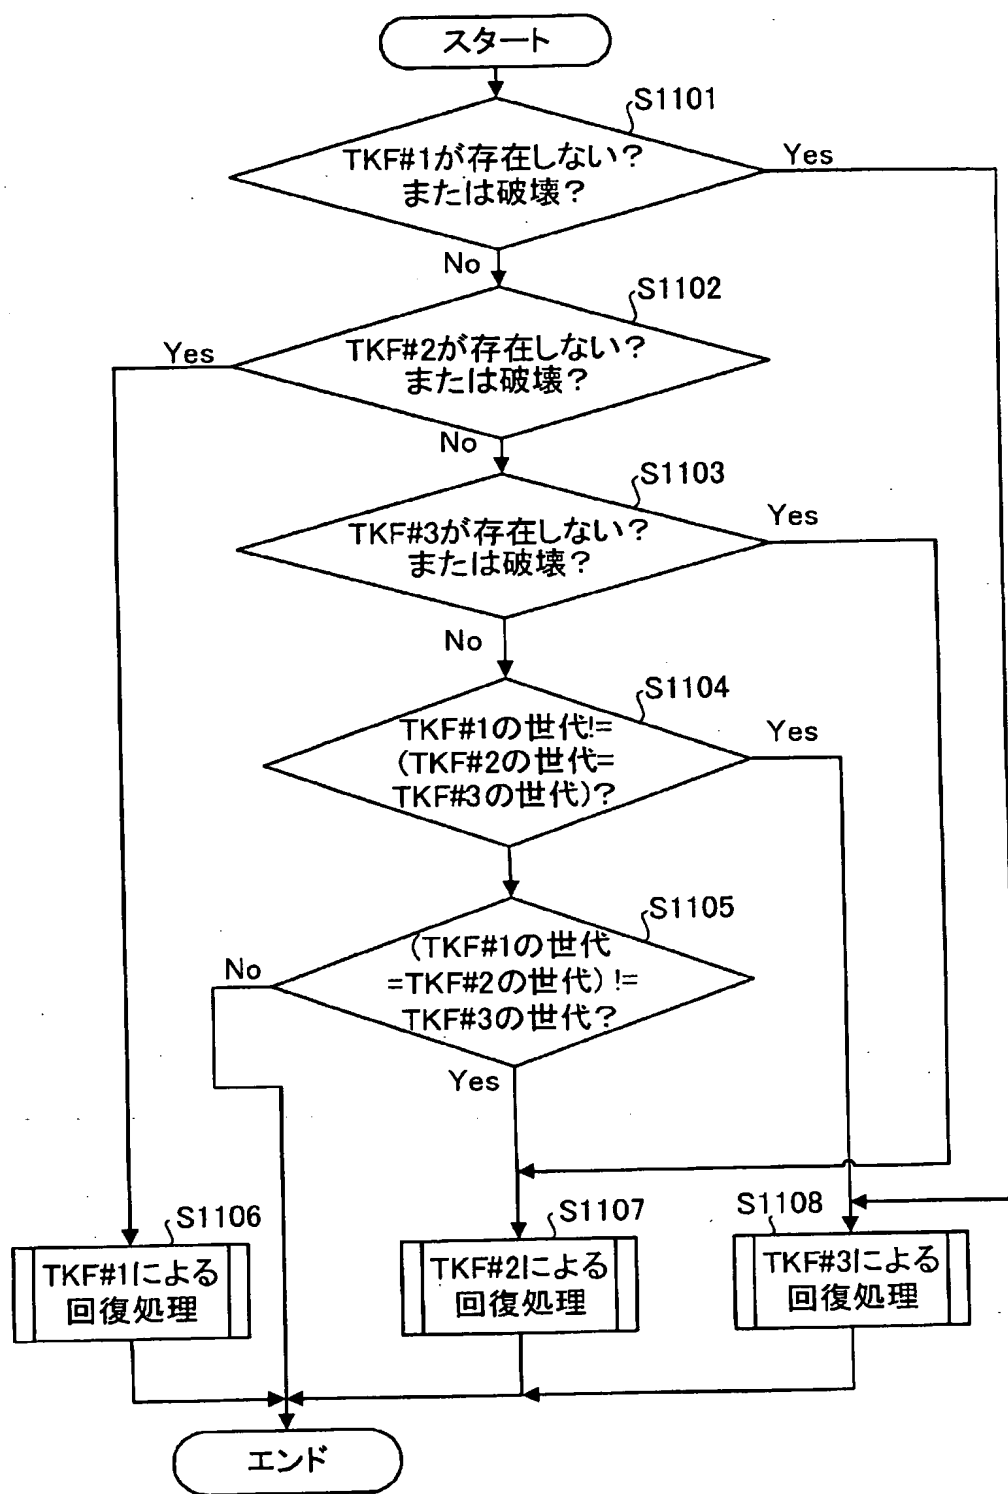 スタート
S1101
TKF#1が存在しない?
または破壊?
Yes
No
S1102
TKF#2が存在しない?
または破壊?
Yes
No
S1103
TKF#3が存在しない?
または破壊?
Yes
No
S1104
TKF#1の世代!=
(TKF#2の世代=
TKF#3の世代)?
Yes
S1105
(TKF#1の世代
=TKF#2の世代) !=
TKF#3の世代?
No
Yes
S1106
TKF#1による
回復処理
S1107
TKF#2による
回復処理
S1108
TKF#3による
回復処理
エンド